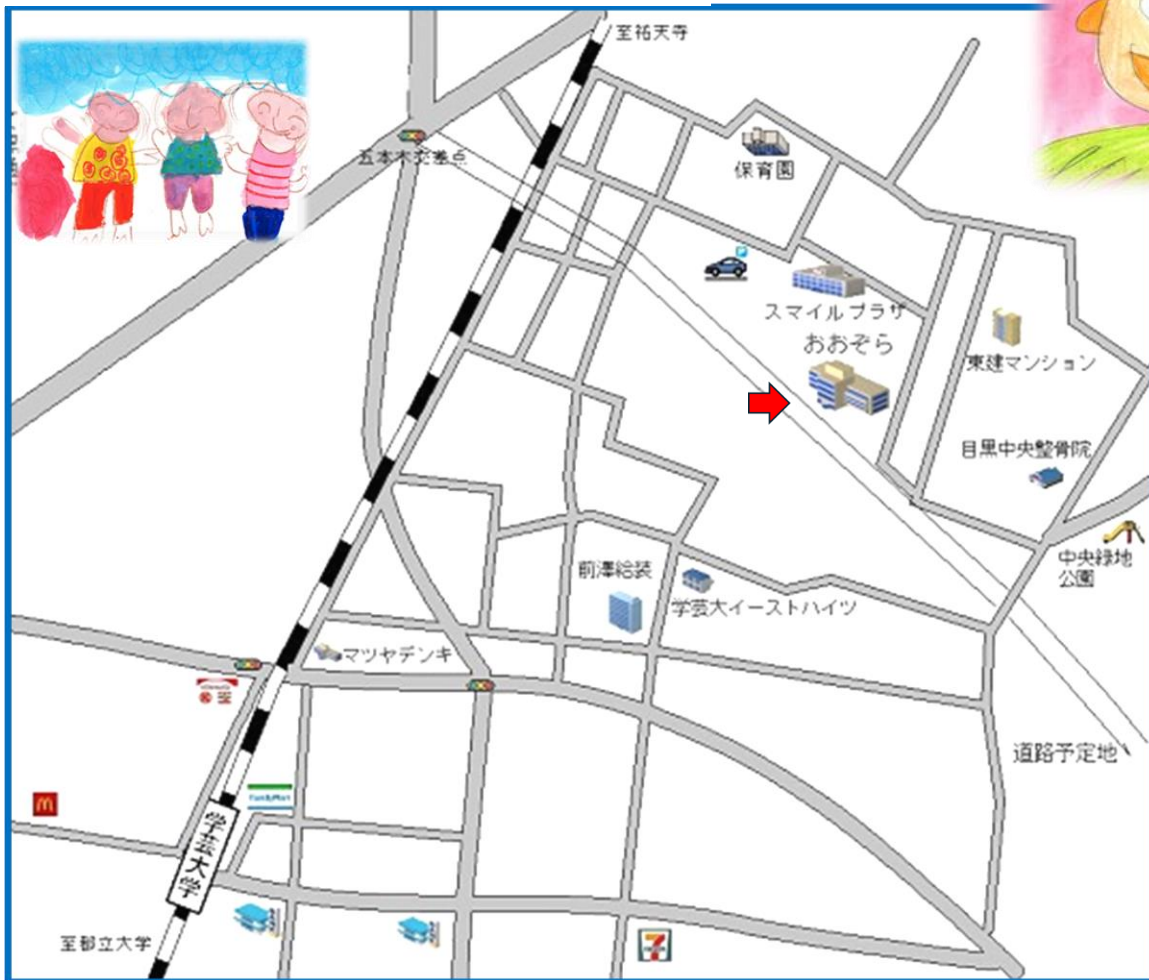 至祐天寺
五本木交差点
保育園
P
スマイルプラザ
おおぞら
東建マンション
目黒中央整骨院
中央緑地
公園
前澤給装
学芸大イーストハイツ
マツヤデンキ
道路予定地
FamilyMart
学芸大学
至都立大学